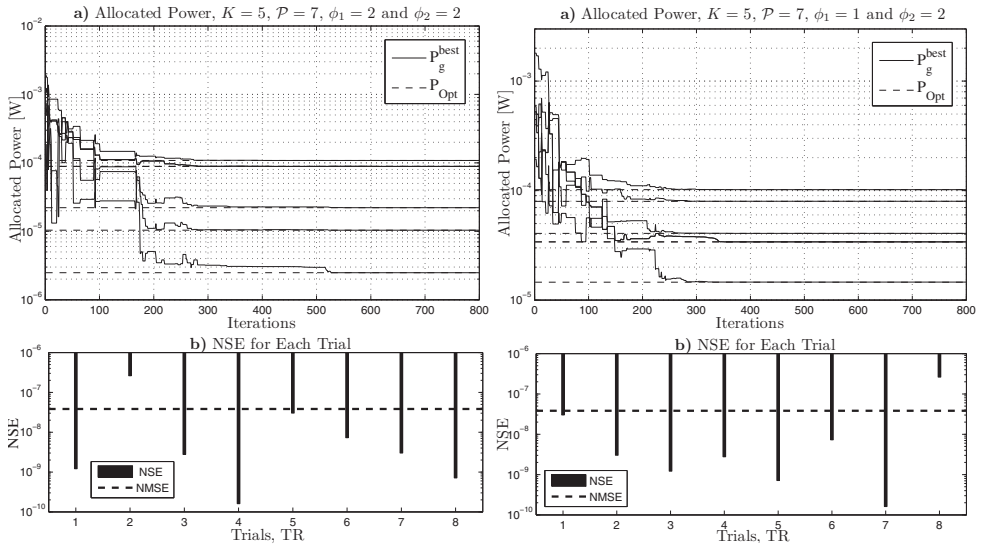 a) Allocated Power, K = 5, P = 7, ϕ1 = 2 and ϕ2 = 2
Allocated Power [W]
10^-2
10^-3
10^-4
10^-5
10^-6
P_g^best
P_Opt
0 100 200 300 400 500 600 700 800
Iterations
b) NSE for Each Trial
NSE
10^-6
10^-7
10^-8
10^-9
10^-10
NSE
NMSE
1 2 3 4 5 6 7 8
Trials, TR
a) Allocated Power, K = 5, P = 7, ϕ1 = 1 and ϕ2 = 2
Allocated Power [W]
10^-3
10^-4
10^-5
P_g^best
P_Opt
0 100 200 300 400 500 600 700 800
Iterations
b) NSE for Each Trial
NSE
10^-6
10^-7
10^-8
10^-9
10^-10
NSE
NMSE
1 2 3 4 5 6 7 8
Trials, TR